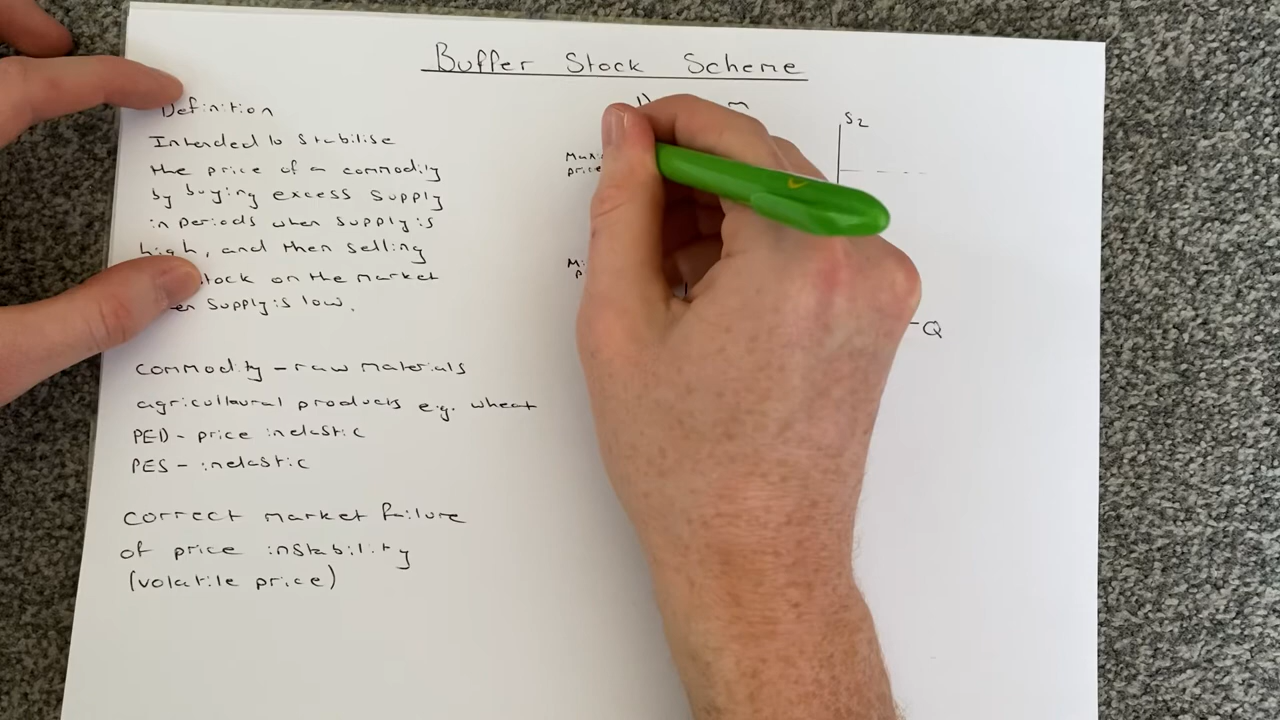 Buffer Stock Scheme
Definition
Intended to stabilise
the price of a commodity
by buying excess supply
in periods when supply is
high, and then selling
stock on the market
supply is low.
commodity - raw materials
agricultural products e.g. wheat
PED - price inelastic
PES - inelastic
correct market failure
of price instability
(volatile price)
price
S2
Q